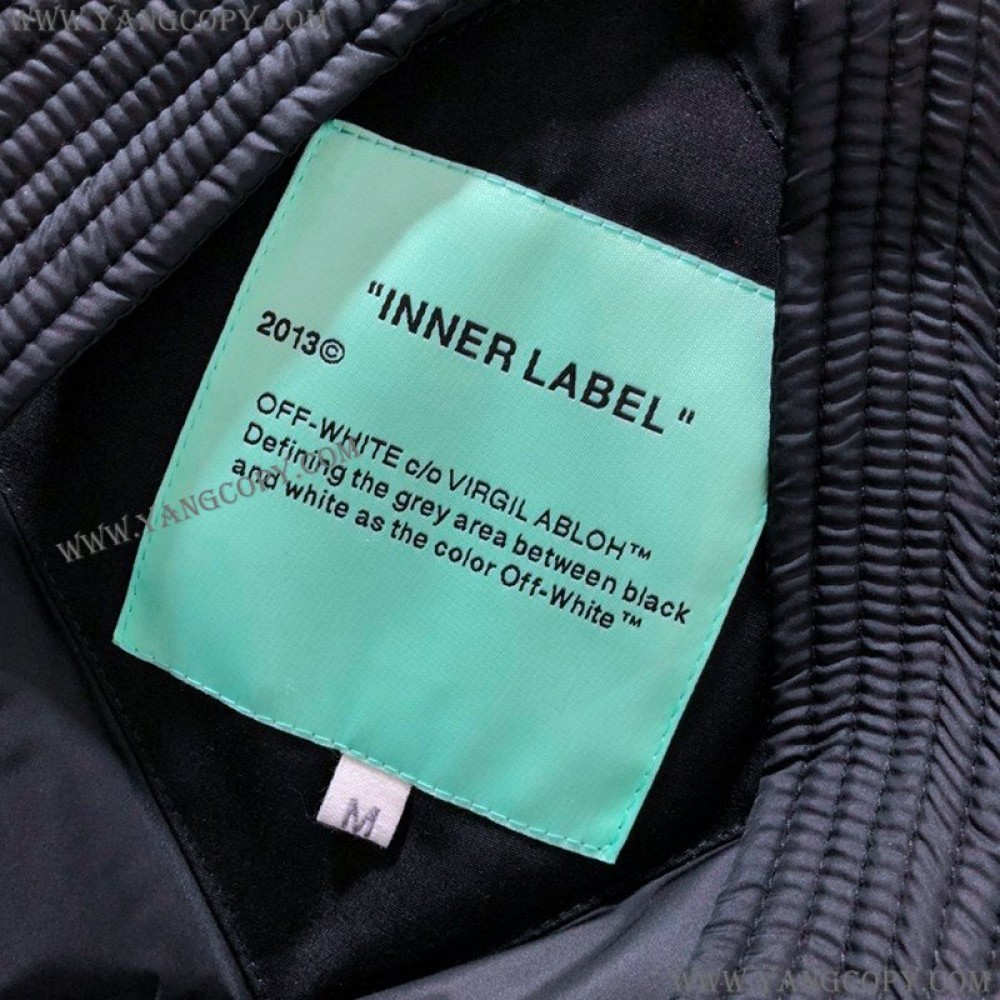 WWW.YANGCOPY.COM
"INNER LABEL"
2013©
OFF-WHITE c/o VIRGIL ABLOH™
Defining the grey area between black
and white as the color Off-White™
WWW.YANGCOPY.COM
M
WWW.YANGCOPY.COM